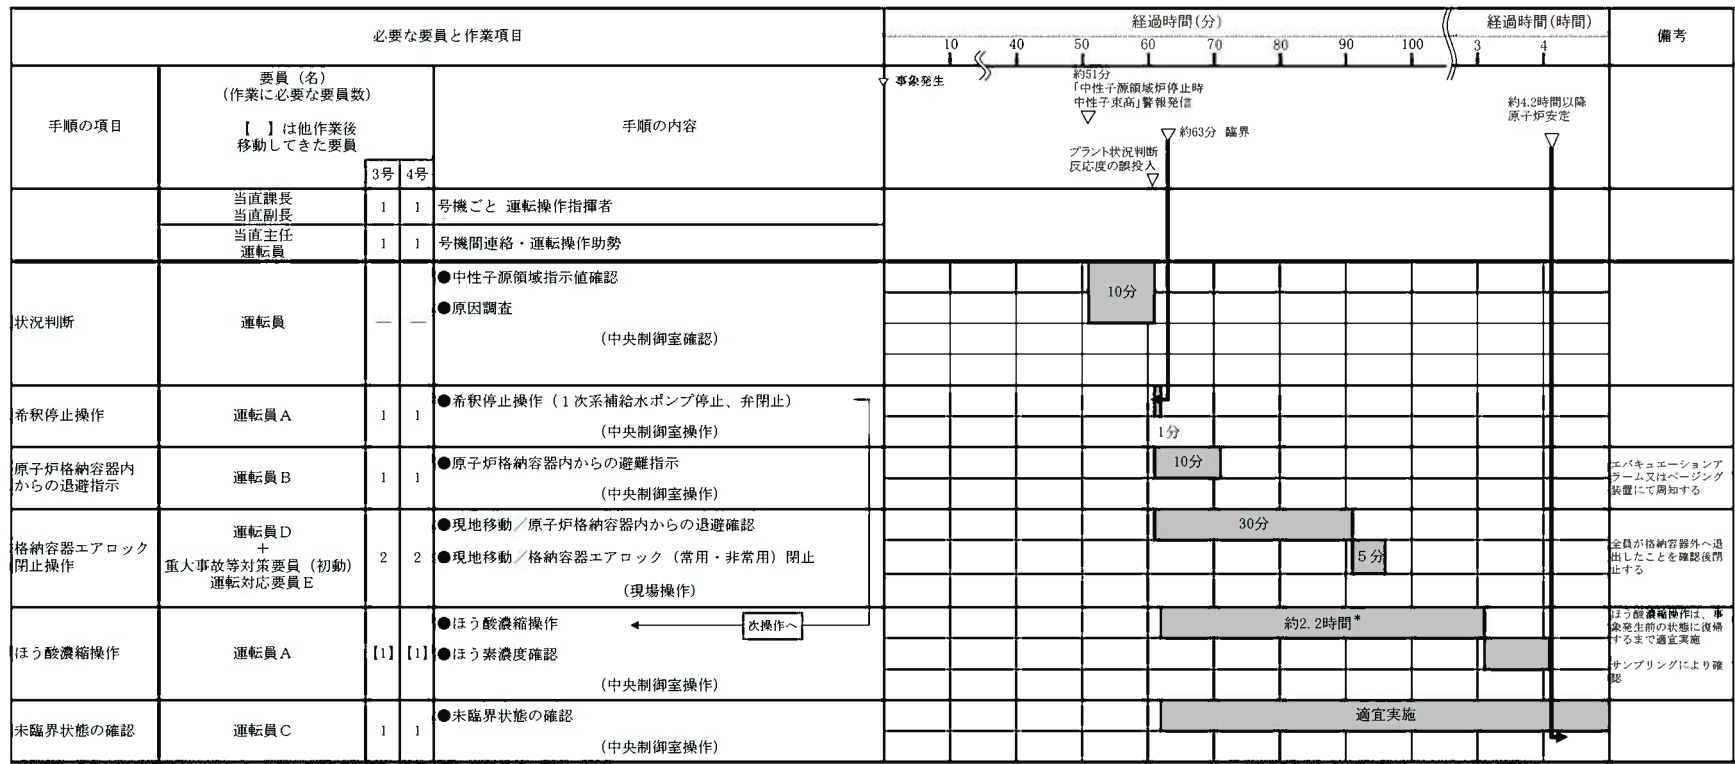 必要な要員と作業項目
経過時間(分)
経過時間(時間)
備考
10 40 50 60 70 80 90 100 3 4
手順の項目
要員(名)
(作業に必要な要員数)
【 】は他作業後
移動してきた要員
3号 4号
手順の内容
事象発生
約51分
「中性子源領域炉停止時
中性子束高」警報発信
約63分 臨界
プラント状況判断
反応度の誤投入
約4.2時間以降
原子炉安定
当直課長
当直副長
1 1
号機ごと 運転操作指揮者
当直主任
運転員
1 1
号機間連絡・運転操作助勢
状況判断
運転員
— —
●中性子源領域指示値確認
●原因調査
(中央制御室確認)
10分
希釈停止操作
運転員A
1 1
●希釈停止操作(1次系補給水ポンプ停止、弁閉止)
(中央制御室操作)
1分
原子炉格納容器内
からの退避指示
運転員B
1 1
●原子炉格納容器内からの避難指示
(中央制御室操作)
10分
エバキュエーションア
ラーム又はページング
装置にて周知する
格納容器エアロック
閉止操作
運転員D
+
重大事故等対策要員(初動)
運転対応要員E
2 2
●現地移動/原子炉格納容器内からの退避確認
●現地移動/格納容器エアロック(常用・非常用)閉止
(現場操作)
30分
5分
全員が格納容器外へ退
出したことを確認後閉
止する
ほう酸濃縮操作
運転員A
【1】【1】
●ほう酸濃縮操作
次操作へ
●ほう素濃度確認
(中央制御室操作)
約2.2時間*
ほう酸濃縮操作は、事
象発生前の状態に復帰
するまで適宜実施
サンプリングにより確
認
未臨界状態の確認
運転員C
1 1
●未臨界状態の確認
(中央制御室操作)
適宜実施